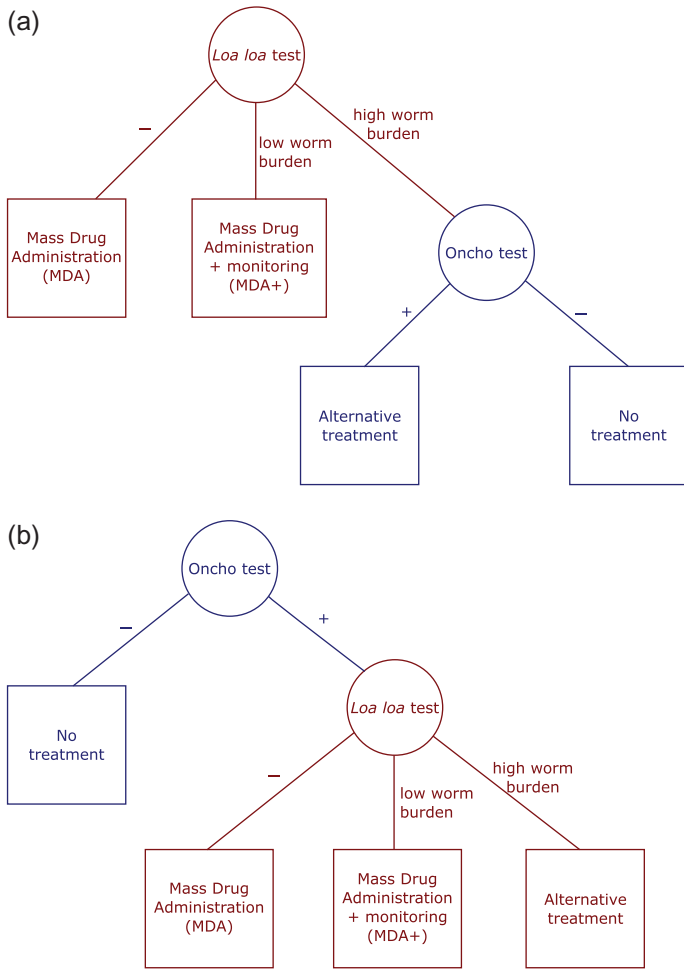 (a)
Loa loa test
−
low worm
burden
high worm
burden
Mass Drug
Administration
(MDA)
Mass Drug
Administration
+ monitoring
(MDA+)
Oncho test
+
−
Alternative
treatment
No
treatment
(b)
Oncho test
−
+
No
treatment
Loa loa test
−
low worm
burden
high worm
burden
Mass Drug
Administration
(MDA)
Mass Drug
Administration
+ monitoring
(MDA+)
Alternative
treatment